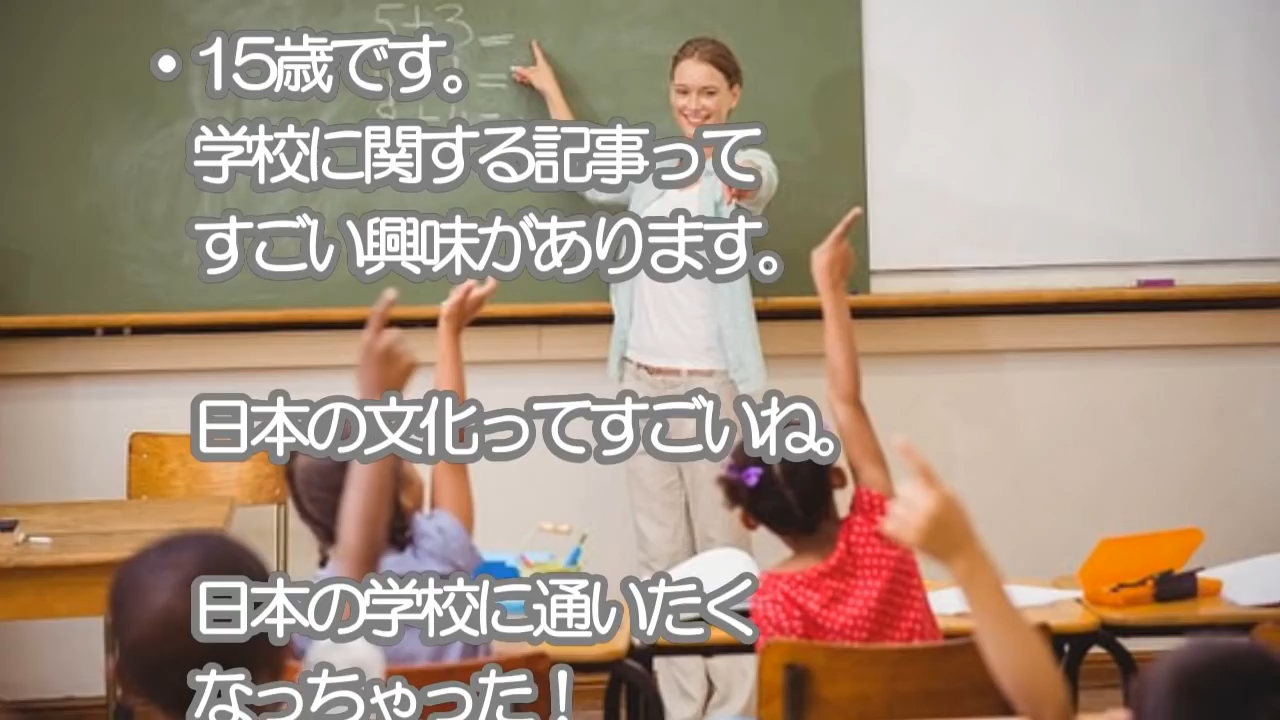 5+3
=
=
・15歳です。
学校に関する記事って
すごい興味があります。
日本の文化ってすごいね。
日本の学校に通いたく
なっちゃった！